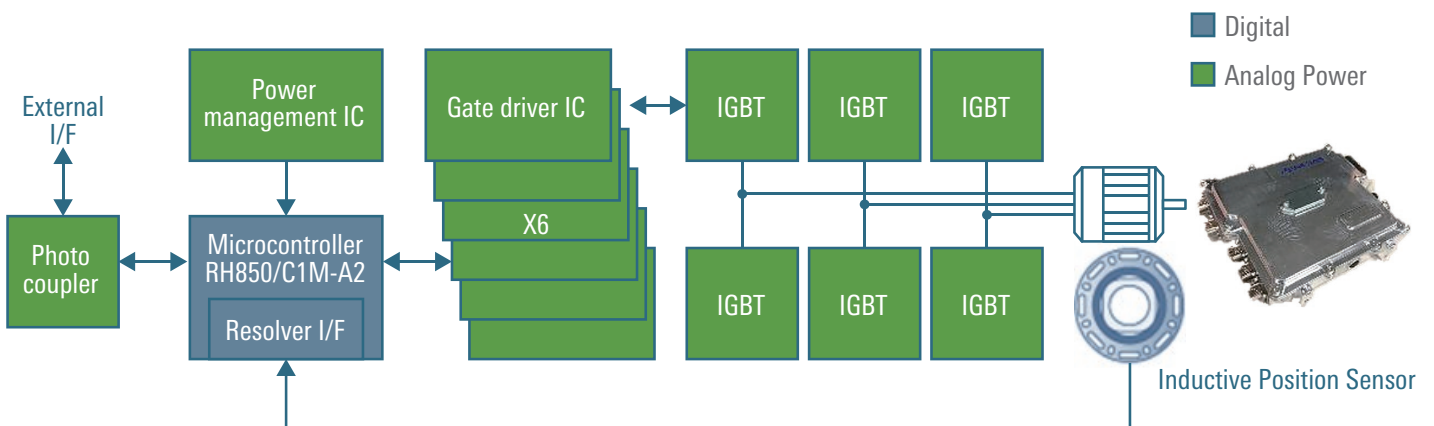 Digital
Analog Power
External
I/F
Power
management IC
Gate driver IC
X6
IGBT
IGBT
IGBT
Photo
coupler
Microcontroller
RH850/C1M-A2
Resolver I/F
IGBT
IGBT
IGBT
Inductive Position Sensor